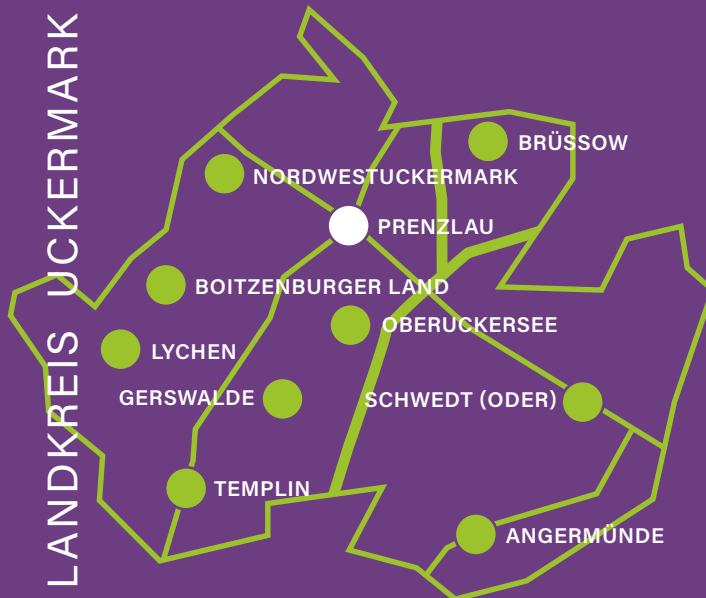 LANDKREIS UCKERMARK
BRÜSSOW
NORDWESTUCKERMARK
PRENZLAU
BOITZENBURGER LAND
OBERUCKERSEE
LYCHEN
GERSWALDE
SCHWEDT (ODER)
TEMPLIN
ANGERMÜNDE